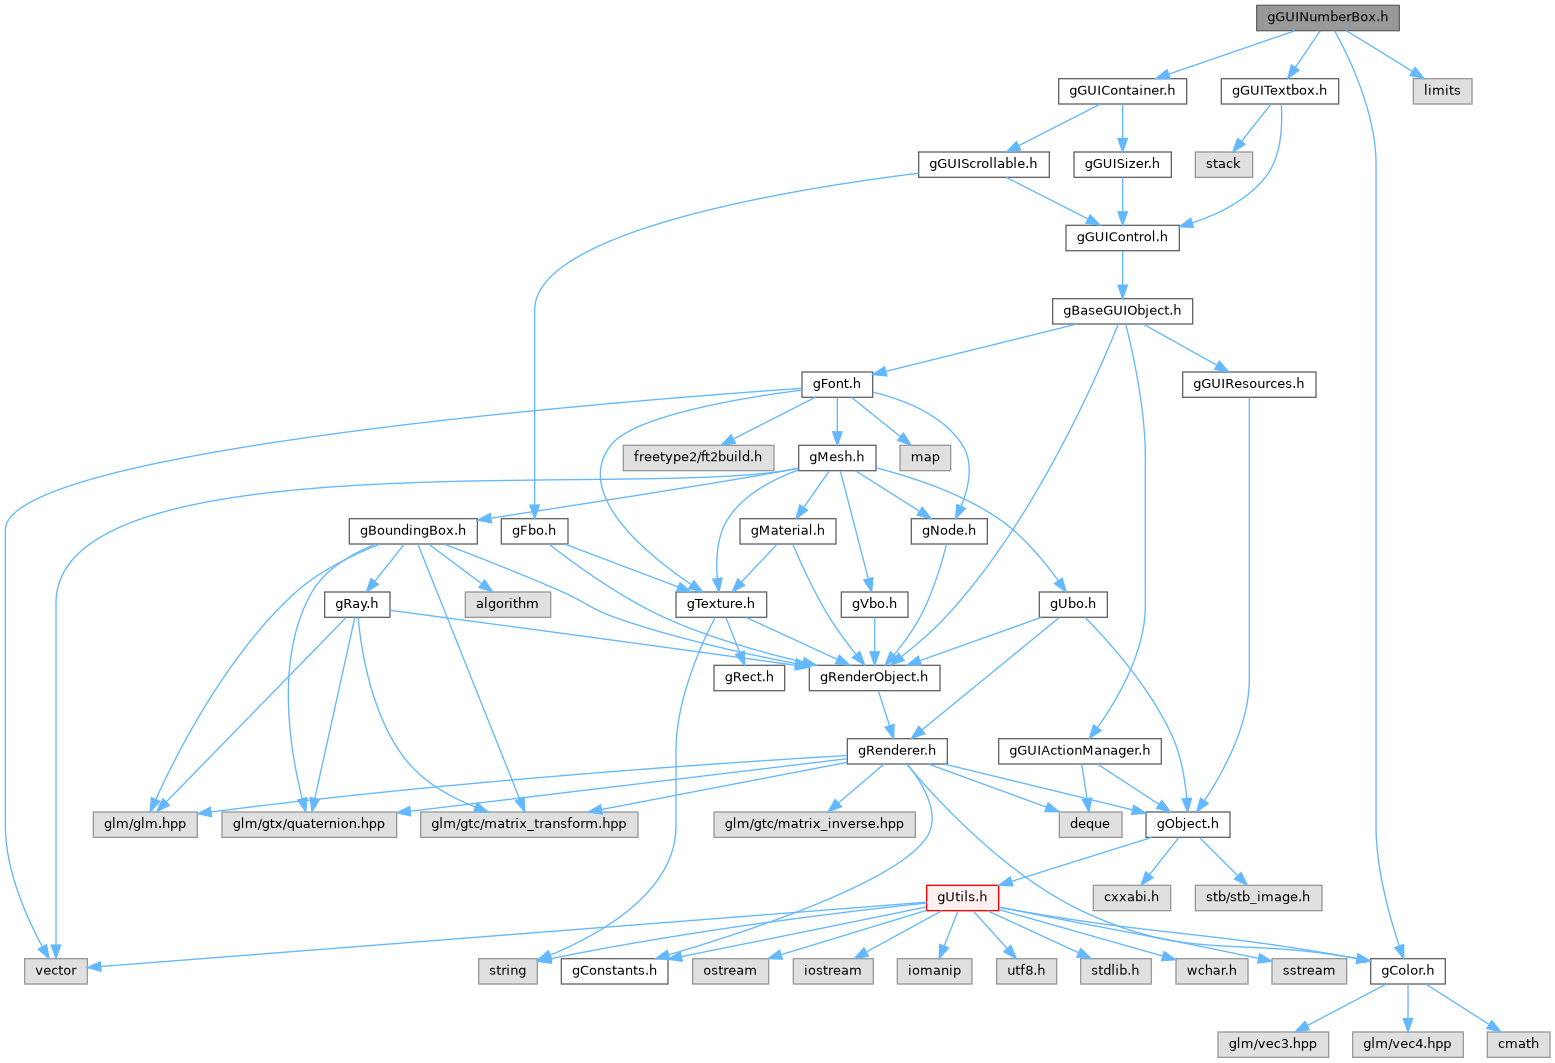 gGUINumberBox.h
gGUIContainer.h
gGUITextbox.h
limits
gGUIScrollable.h
gGUISizer.h
stack
gGUIControl.h
gBaseGUIObject.h
gFont.h
gGUIResources.h
freetype2/ft2build.h
gMesh.h
map
gBoundingBox.h
gFbo.h
gMaterial.h
gNode.h
gRay.h
algorithm
gTexture.h
gVbo.h
gUbo.h
gRect.h
gRenderObject.h
gRenderer.h
gGUIActionManager.h
glm/glm.hpp
glm/gtx/quaternion.hpp
glm/gtc/matrix_transform.hpp
glm/gtc/matrix_inverse.hpp
deque
gObject.h
gUtils.h
cxxabi.h
stb/stb_image.h
vector
string
gConstants.h
ostream
iostream
iomanip
utf8.h
stdlib.h
wchar.h
sstream
gColor.h
glm/vec3.hpp
glm/vec4.hpp
cmath